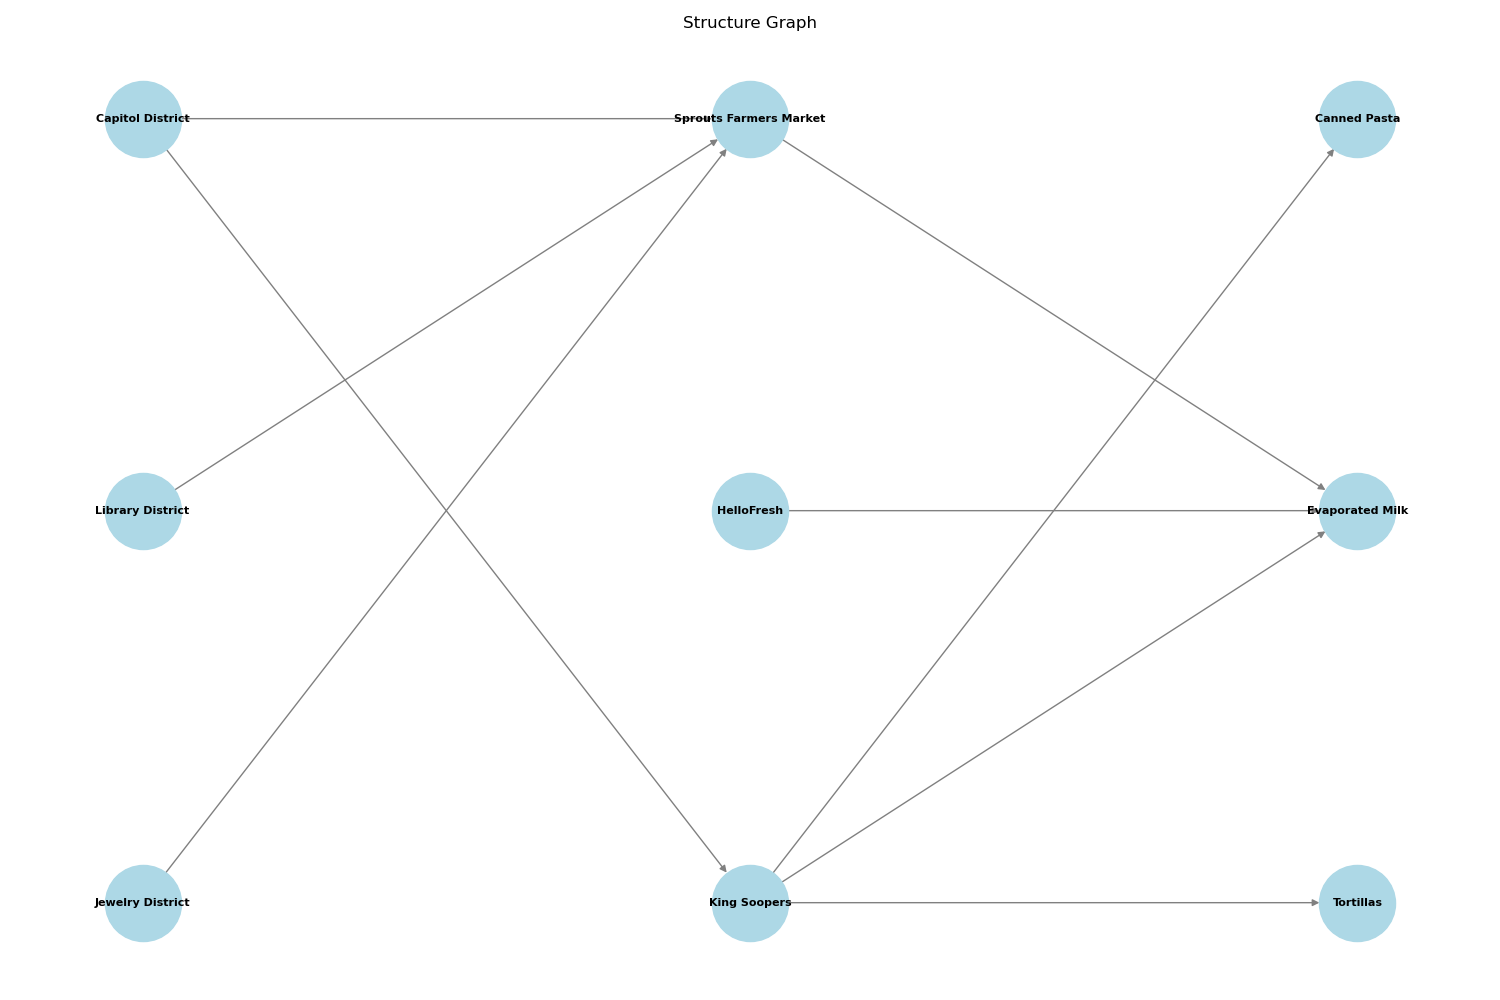 Structure Graph
Capitol District
Sprouts Farmers Market
Canned Pasta
Library District
HelloFresh
Evaporated Milk
Jewelry District
King Soopers
Tortillas